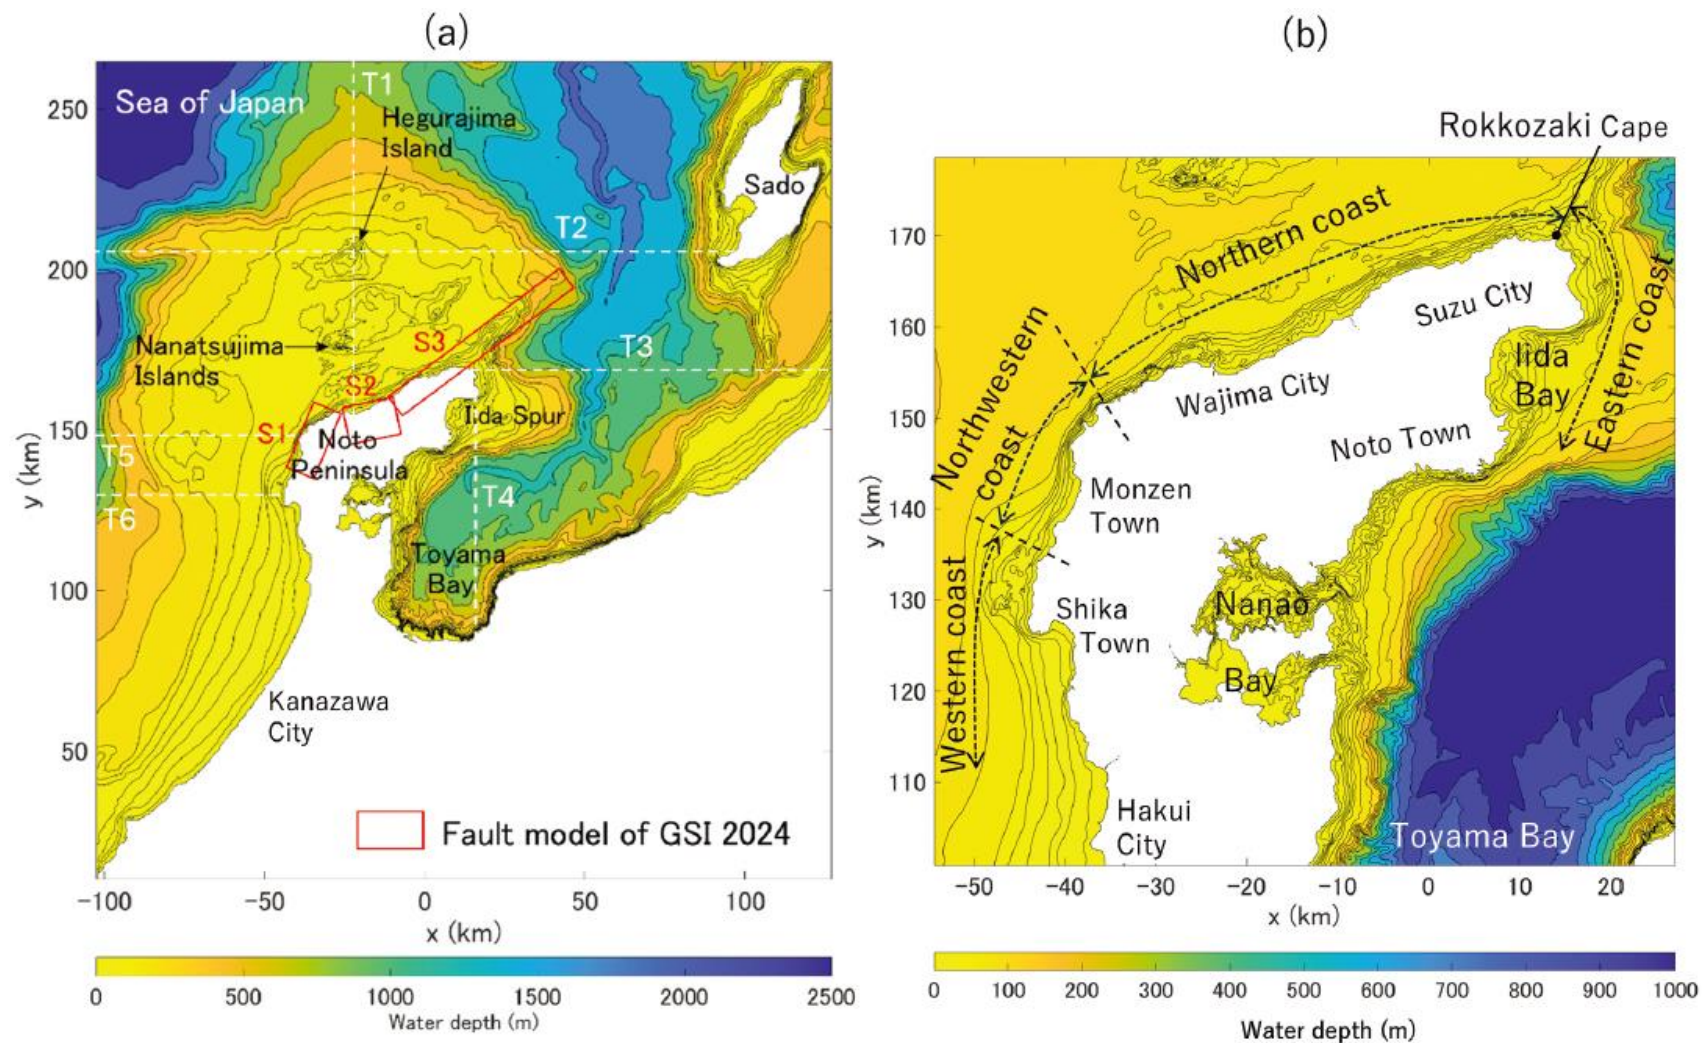 (a)
Sea of Japan
T1
Hegurajima
Island
Sado
T2
Nanatsujima
Islands
S3
T3
S2
S1
Iida Spur
Noto
Peninsula
T5
T4
T6
Toyama
Bay
Kanazawa
City
Fault model of GSI 2024
250
200
150
100
50
y (km)
−100
−50
0
50
100
x (km)
0
500
1000
1500
2000
2500
Water depth (m)
(b)
Rokkozaki Cape
Northern coast
Suzu City
Iida
Bay
Eastern coast
Northwestern
coast
Wajima City
Noto Town
Monzen
Town
Western coast
Shika
Town
Nanao
Bay
Hakui
City
Toyama Bay
170
160
150
140
130
120
110
y (km)
−50
−40
−30
−20
−10
0
10
20
x (km)
0
100
200
300
400
500
600
700
800
900
1000
Water depth (m)